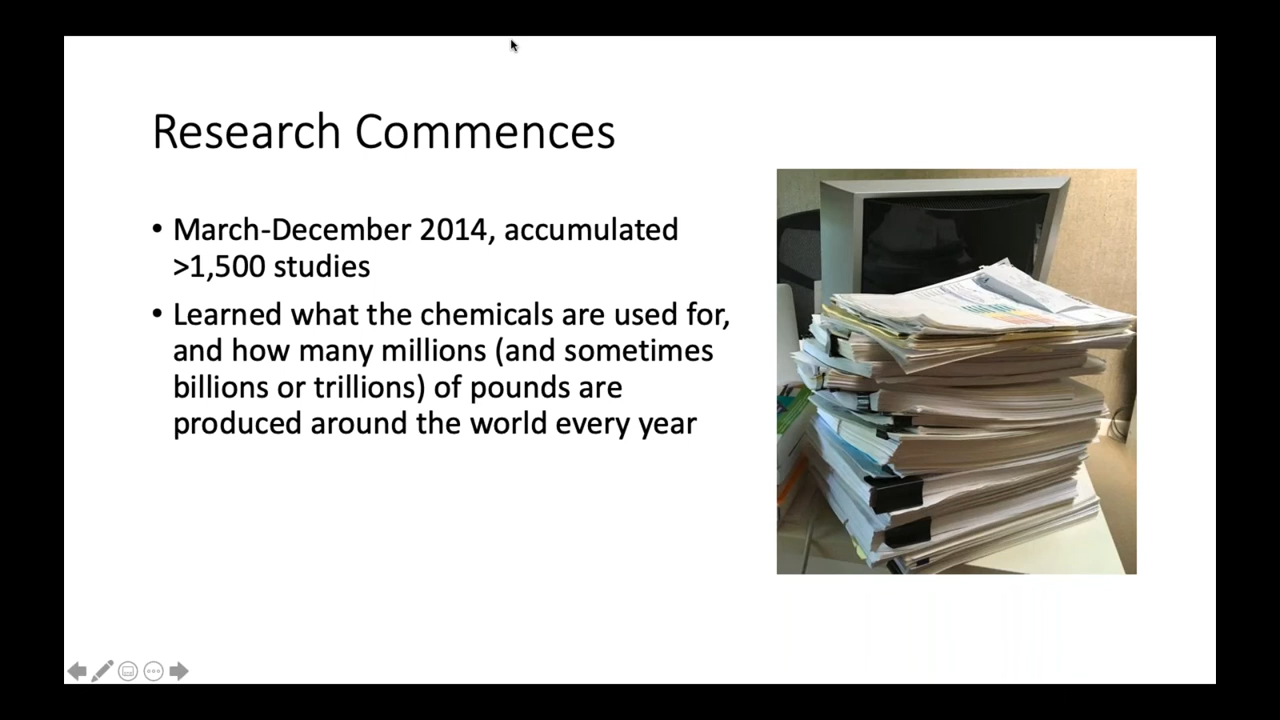 Research Commences
• March-December 2014, accumulated
>1,500 studies
• Learned what the chemicals are used for,
and how many millions (and sometimes
billions or trillions) of pounds are
produced around the world every year